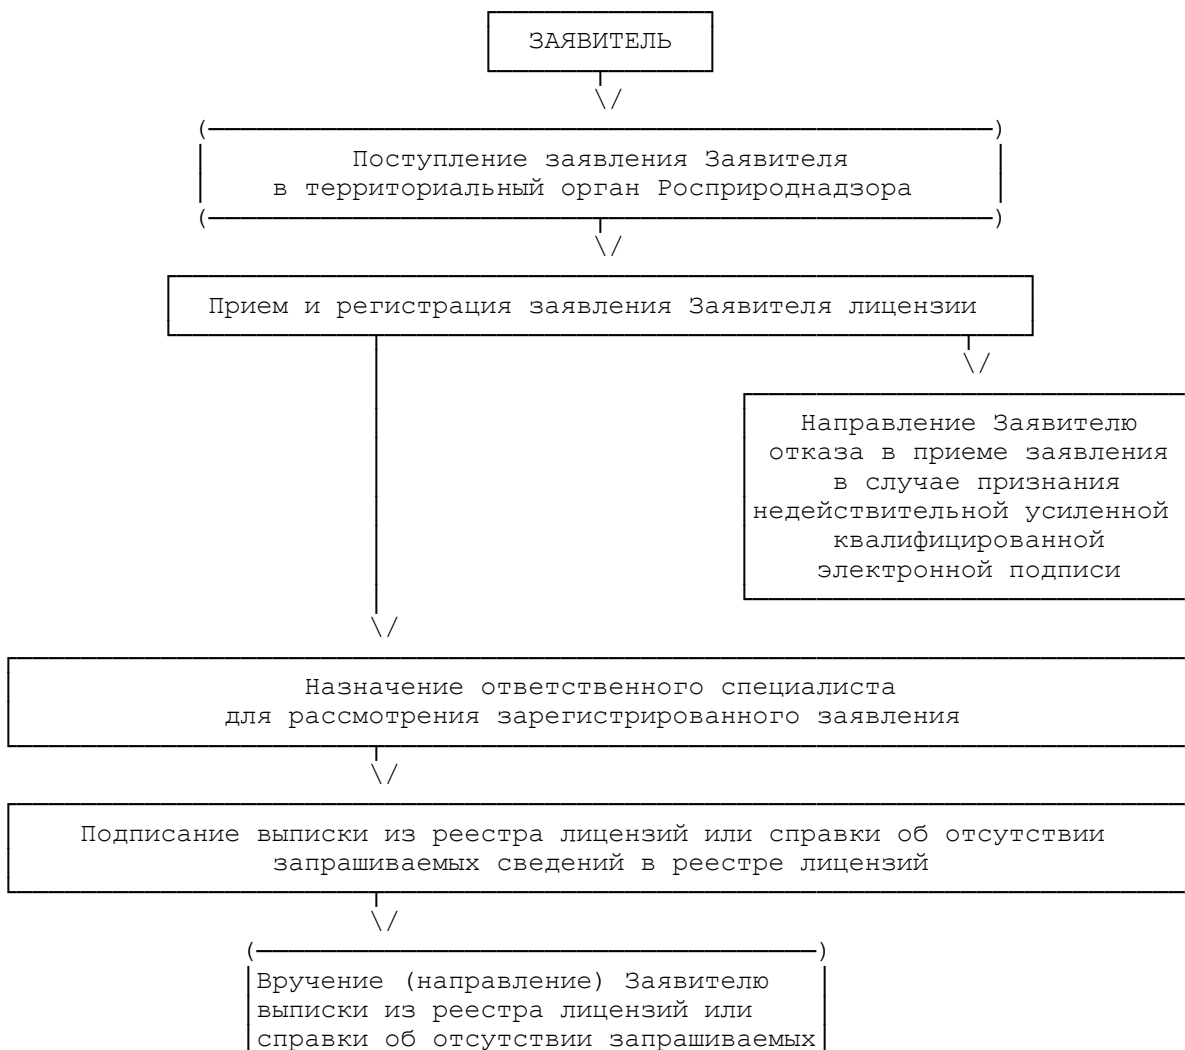 ЗАЯВИТЕЛЬ
Поступление заявления Заявителя
в территориальный орган Росприроднадзора
Прием и регистрация заявления Заявителя лицензии
Направление Заявителю
отказа в приеме заявления
в случае признания
недействительной усиленной
квалифицированной
электронной подписи
Назначение ответственного специалиста
для рассмотрения зарегистрированного заявления
Подписание выписки из реестра лицензий или справки об отсутствии
запрашиваемых сведений в реестре лицензий
Вручение (направление) Заявителю
выписки из реестра лицензий или
справки об отсутствии запрашиваемых